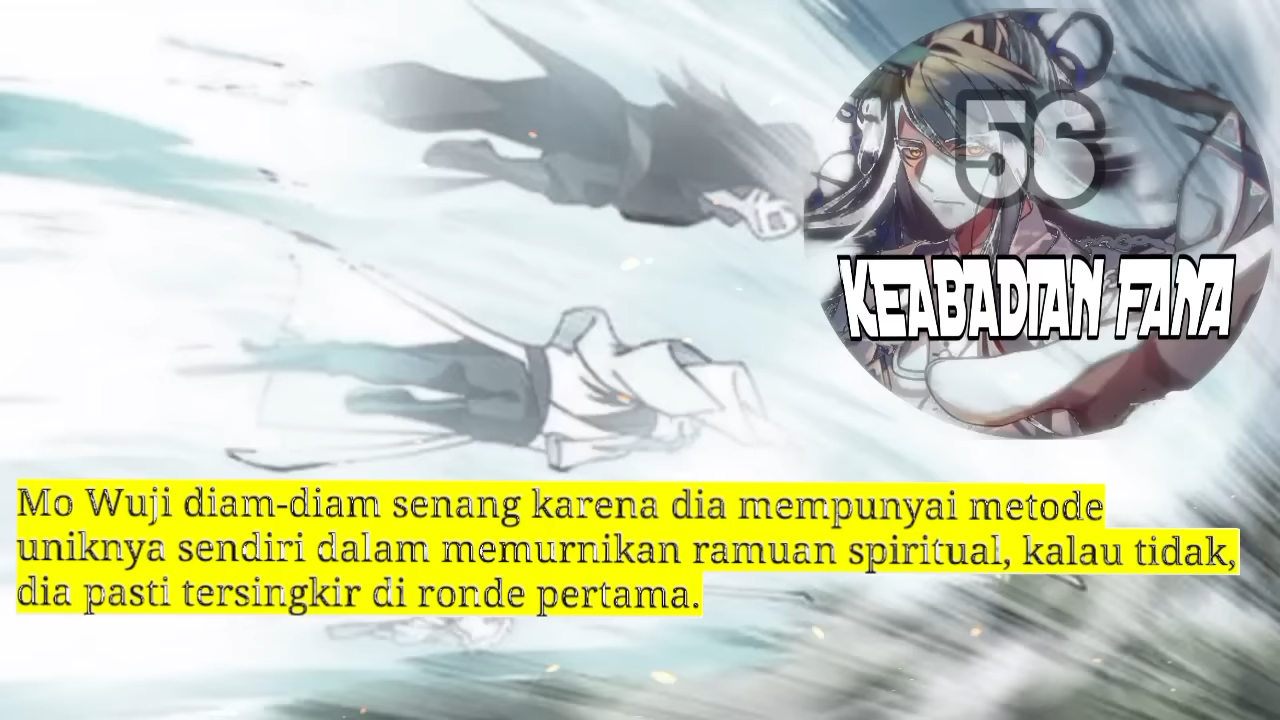 56
KEABADIAN FANA
Mo Wuji diam-diam senang karena dia mempunyai metode
uniknya sendiri dalam memurnikan ramuan spiritual, kalau tidak,
dia pasti tersingkir di ronde pertama.